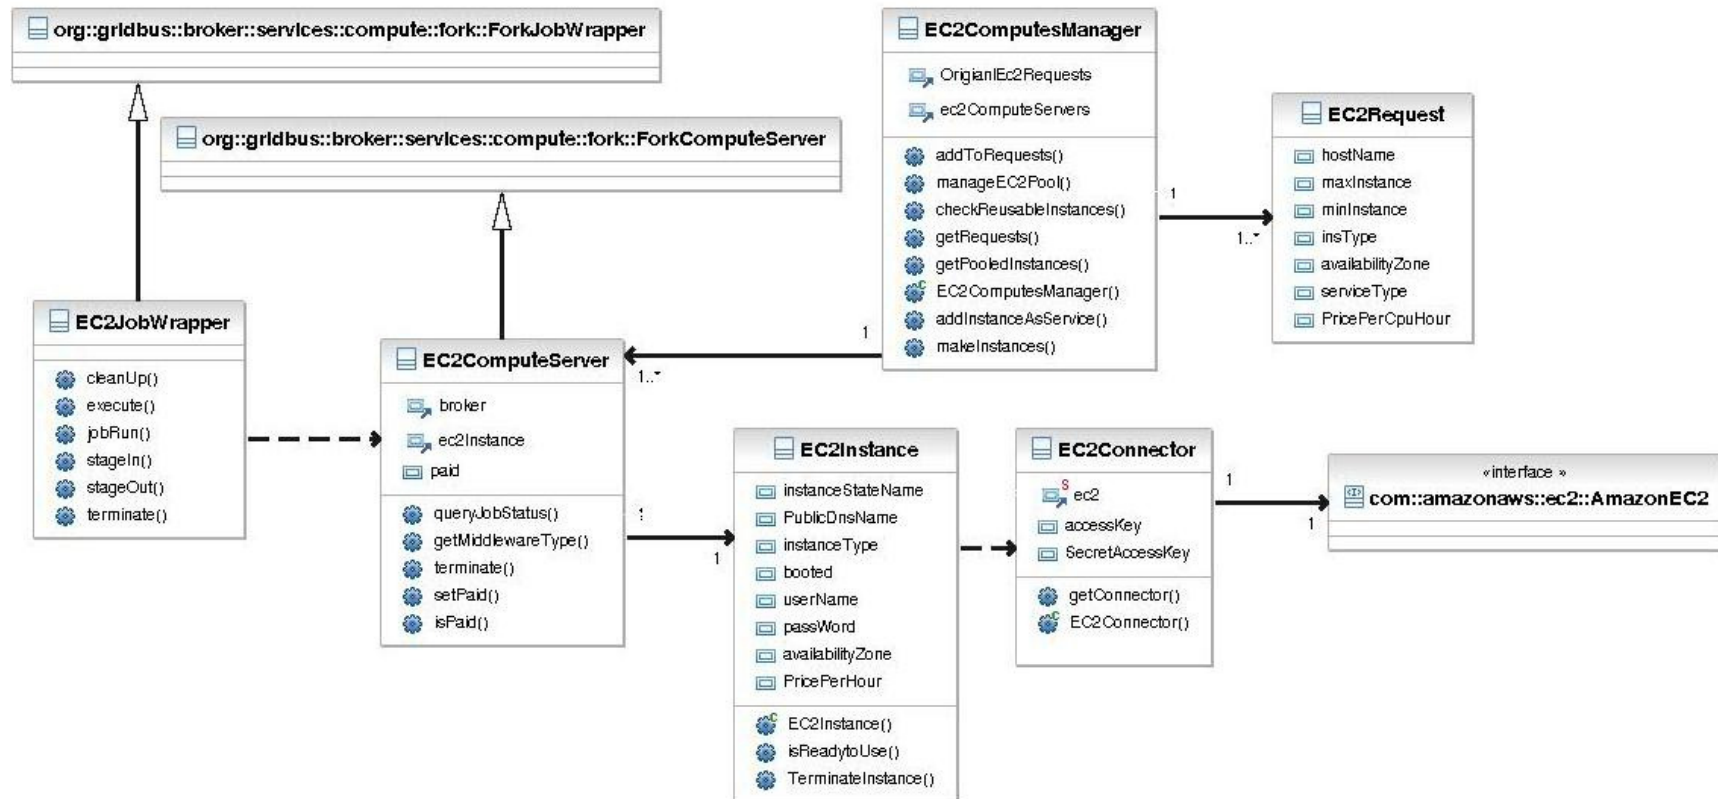 org::gridbus::broker::services::compute::fork::ForkJobWrapper
org::gridbus::broker::services::compute::fork::ForkComputeServer
EC2ComputesManager
OrigianlEc2Requests
ec2ComputeServers
addToRequests()
manageEC2Pool()
checkReusableInstances()
getRequests()
getPooledInstances()
EC2ComputesManager()
addInstanceAsService()
makeInstances()
1
1..*
EC2Request
hostName
maxInstance
minInstance
insType
availabilityZone
serviceType
PricePerCpuHour
1
1..*
EC2JobWrapper
cleanUp()
execute()
jobRun()
stageIn()
stageOut()
terminate()
EC2ComputeServer
broker
ec2Instance
paid
queryJobStatus()
getMiddlewareType()
terminate()
setPaid()
isPaid()
1
1
EC2Instance
instanceStateName
PublicDnsName
instanceType
booted
userName
passWord
availabilityZone
PricePerHour
EC2Instance()
isReadytoUse()
TerminateInstance()
EC2Connector
S ec2
accessKey
SecretAccessKey
getConnector()
EC2Connector()
1
1
«interface »
com::amazonaws::ec2::AmazonEC2